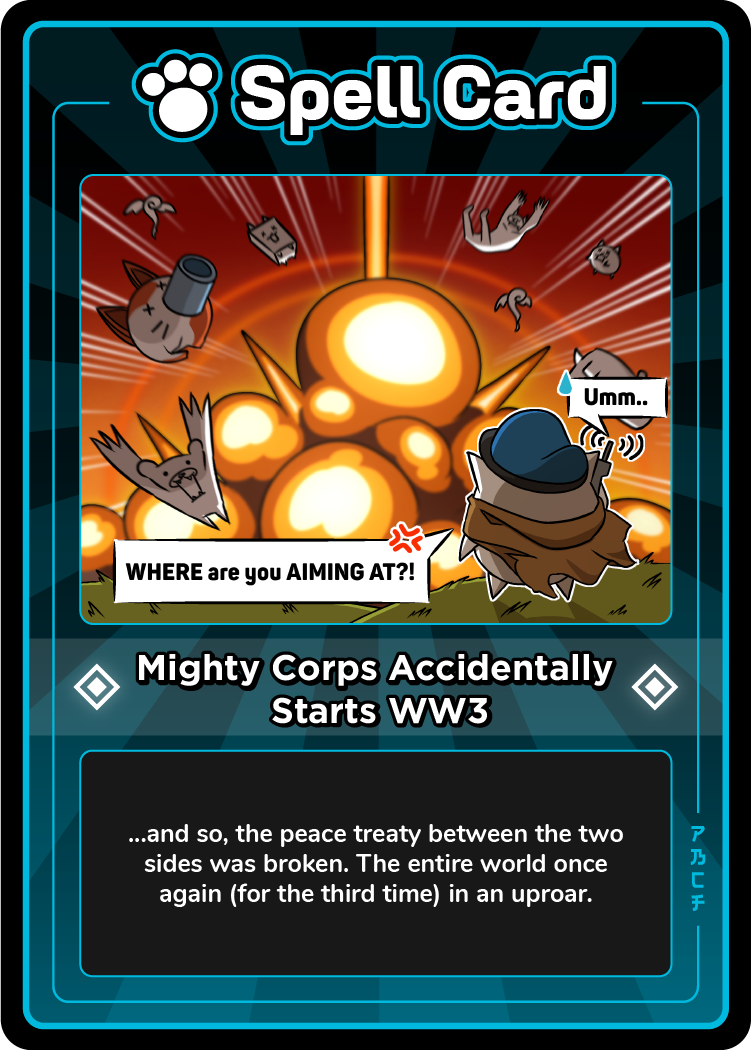 Spell Card
Umm..
WHERE are you AIMING AT?!
Mighty Corps Accidentally
Starts WW3
...and so, the peace treaty between the two
sides was broken. The entire world once
again (for the third time) in an uproar.